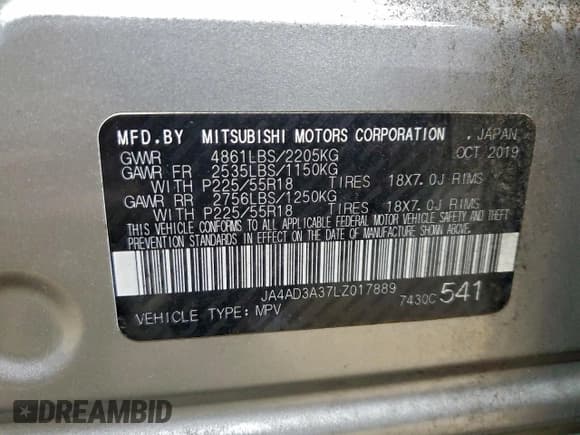 MFD.BY MITSUBISHI MOTORS CORPORATION , JAPAN
GVWR 4861LBS/2205KG OCT 2019
GAWR FR 2535LBS/1150KG
WITH P225/55R18 TIRES 18X7.0J RIMS
GAWR RR 2756LBS/1250KG
WITH P225/55R18 TIRES 18X7.0J RIMS
THIS VEHICLE CONFORMS TO ALL APPLICABLE FEDERAL MOTOR VEHICLE SAFETY AND THEFT
PREVENTION STANDARDS IN EFFECT ON THE DATE OF MANUFACTURE SHOWN ABOVE.
JA4AD3A37LZ017889
7430C 541
VEHICLE TYPE: MPV
DREAMBID